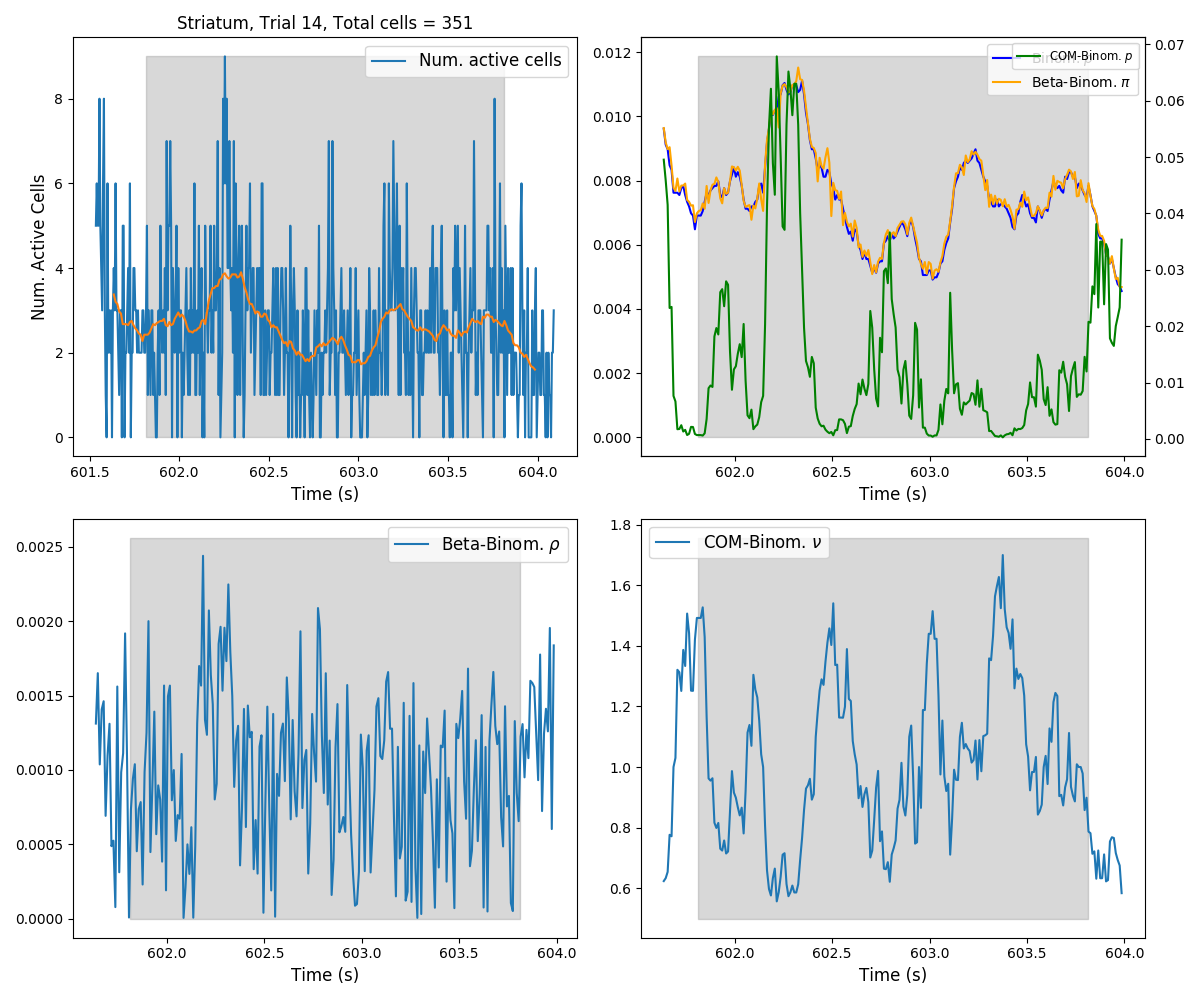 Striatum, Trial 14, Total cells = 351
Num. active cells
Num. Active Cells
8
6
4
2
0
601.5 602.0 602.5 603.0 603.5 604.0
Time (s)
COM-Binom. p
Beta-Binom. π
0.012
0.010
0.008
0.006
0.004
0.002
0.000
0.07
0.06
0.05
0.04
0.03
0.02
0.01
0.00
602.0 602.5 603.0 603.5 604.0
Time (s)
Beta-Binom. ρ
0.0025
0.0020
0.0015
0.0010
0.0005
0.0000
602.0 602.5 603.0 603.5 604.0
Time (s)
COM-Binom. ν
1.8
1.6
1.4
1.2
1.0
0.8
0.6
602.0 602.5 603.0 603.5 604.0
Time (s)